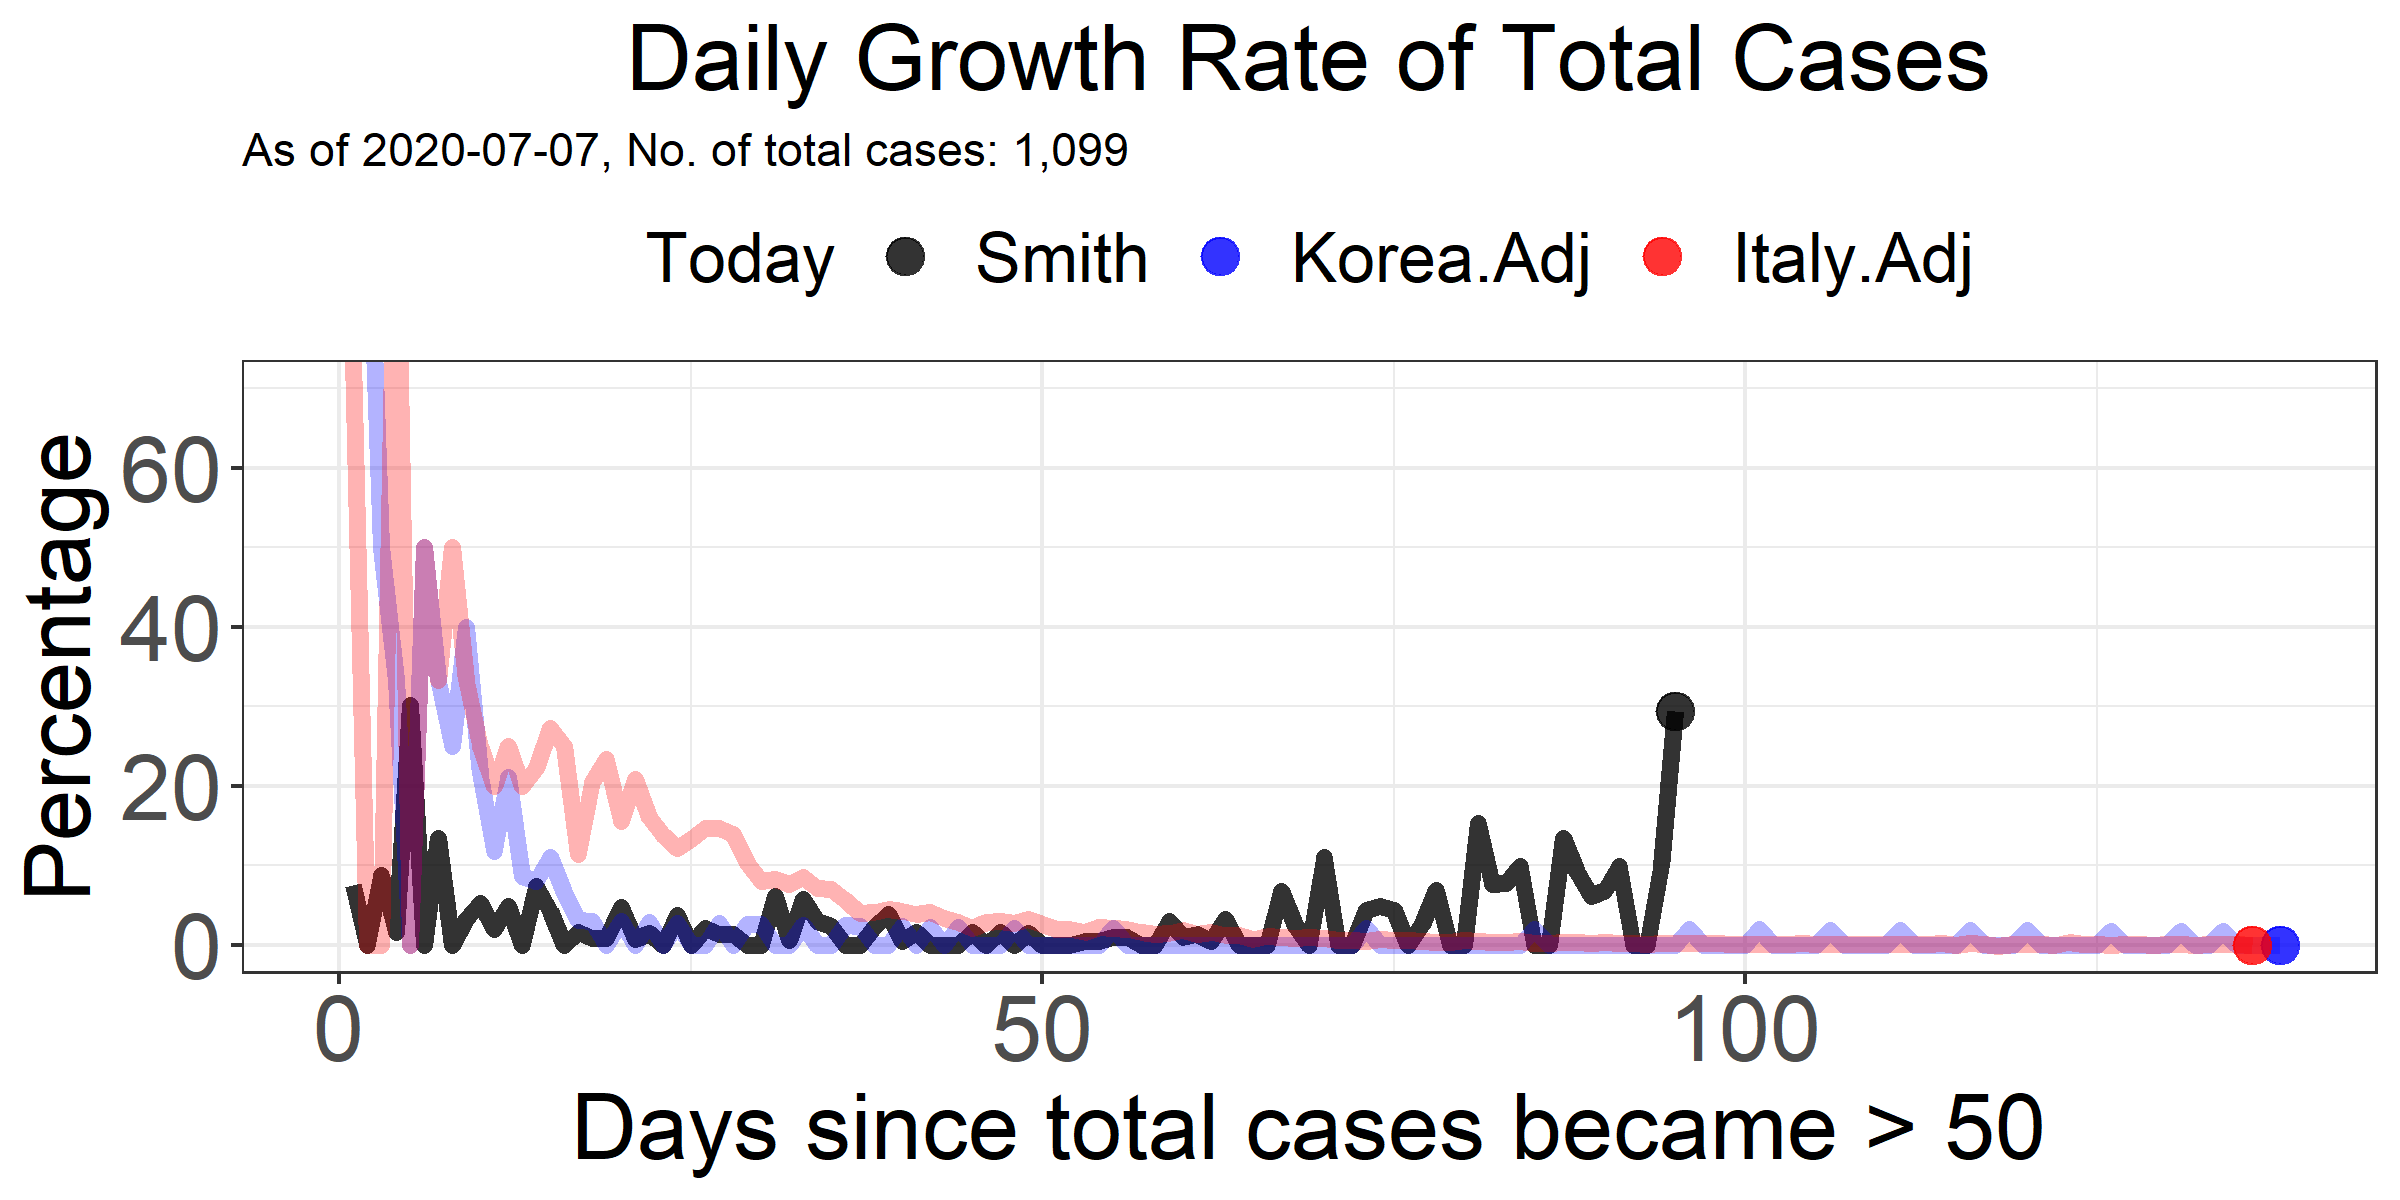 Daily Growth Rate of Total Cases
As of 2020-07-07, No. of total cases: 1,099
Today Smith Korea.Adj Italy.Adj
Percentage
60
40
20
0
0 50 100
Days since total cases became > 50